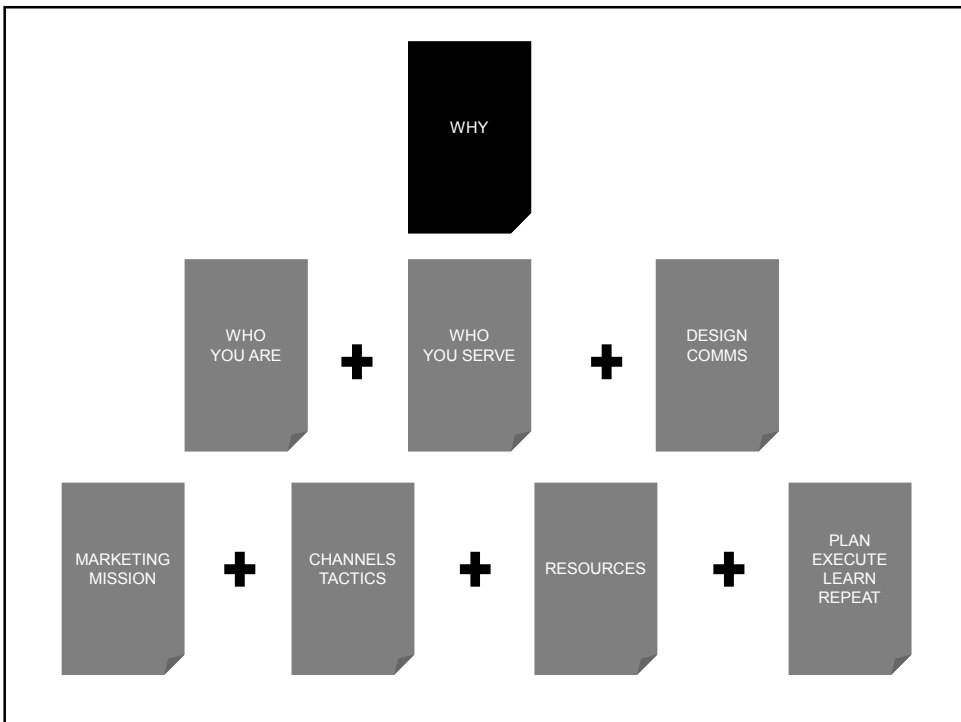 WHY
WHO
YOU ARE
WHO
YOU SERVE
DESIGN
COMMS
MARKETING
MISSION
CHANNELS
TACTICS
RESOURCES
PLAN
EXECUTE
LEARN
REPEAT